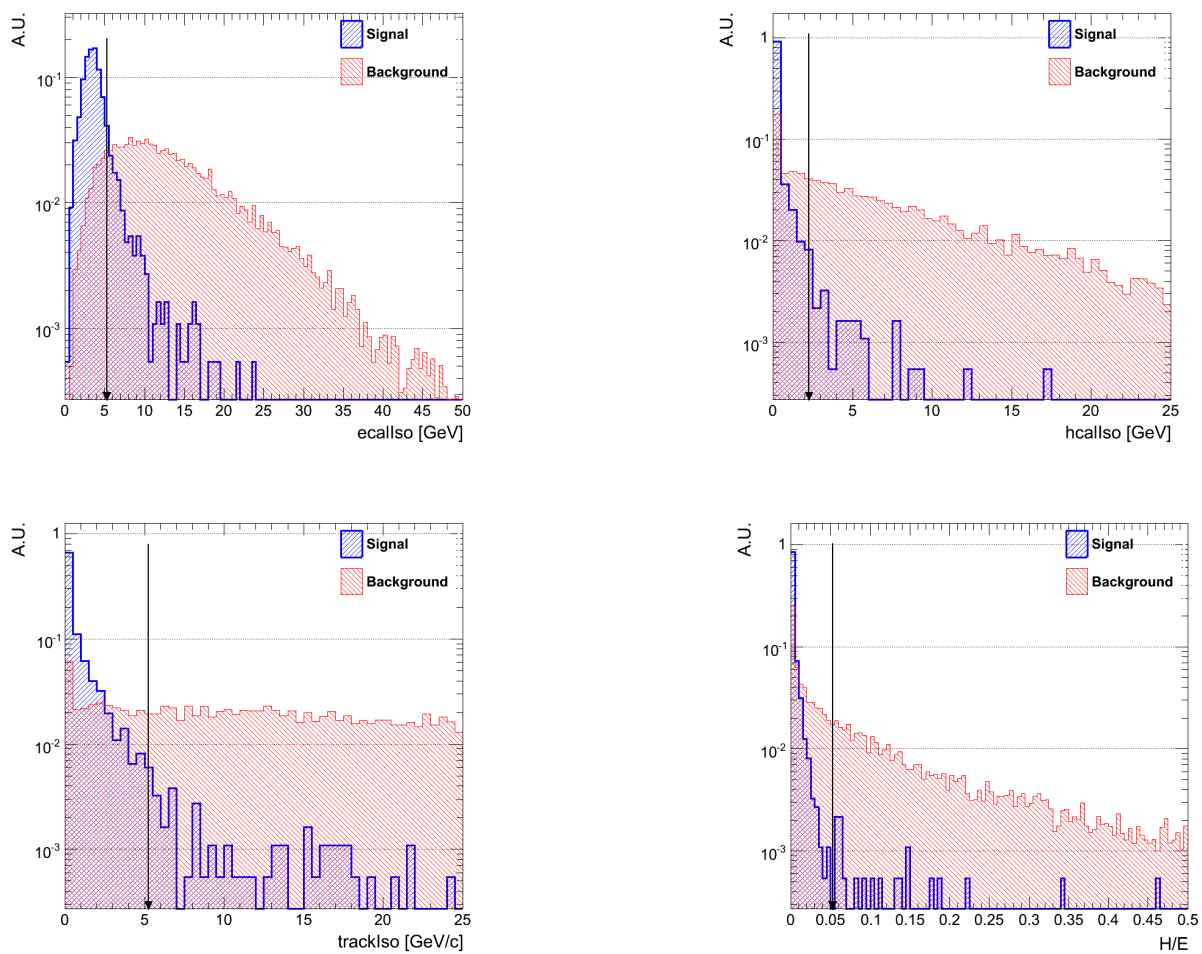 A.U.
Signal
Background
10-1
10-2
10-3
0 5 10 15 20 25 30 35 40 45 50
ecalIso [GeV]
A.U.
Signal
Background
1
10-1
10-2
10-3
0 5 10 15 20 25
hcalIso [GeV]
A.U.
Signal
Background
1
10-1
10-2
10-3
0 5 10 15 20 25
trackIso [GeV/c]
A.U.
Signal
Background
1
10-1
10-2
10-3
0 0.05 0.1 0.15 0.2 0.25 0.3 0.35 0.4 0.45 0.5
H/E